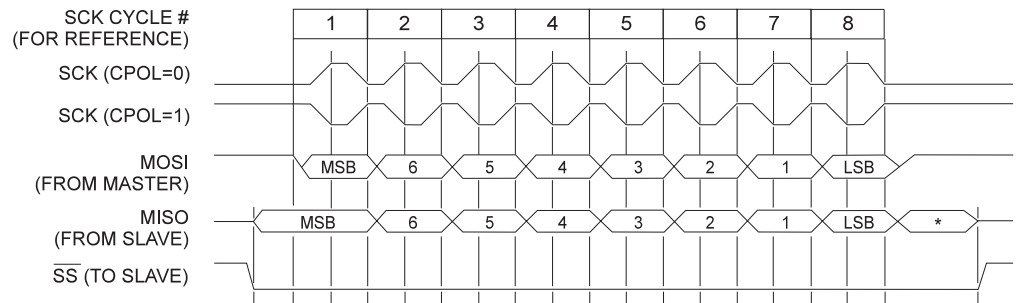 SCK CYCLE #
(FOR REFERENCE)
1 2 3 4 5 6 7 8
SCK (CPOL=0)
SCK (CPOL=1)
MOSI
(FROM MASTER)
MSB 6 5 4 3 2 1 LSB
MISO
(FROM SLAVE)
MSB 6 5 4 3 2 1 LSB *
SS (TO SLAVE)